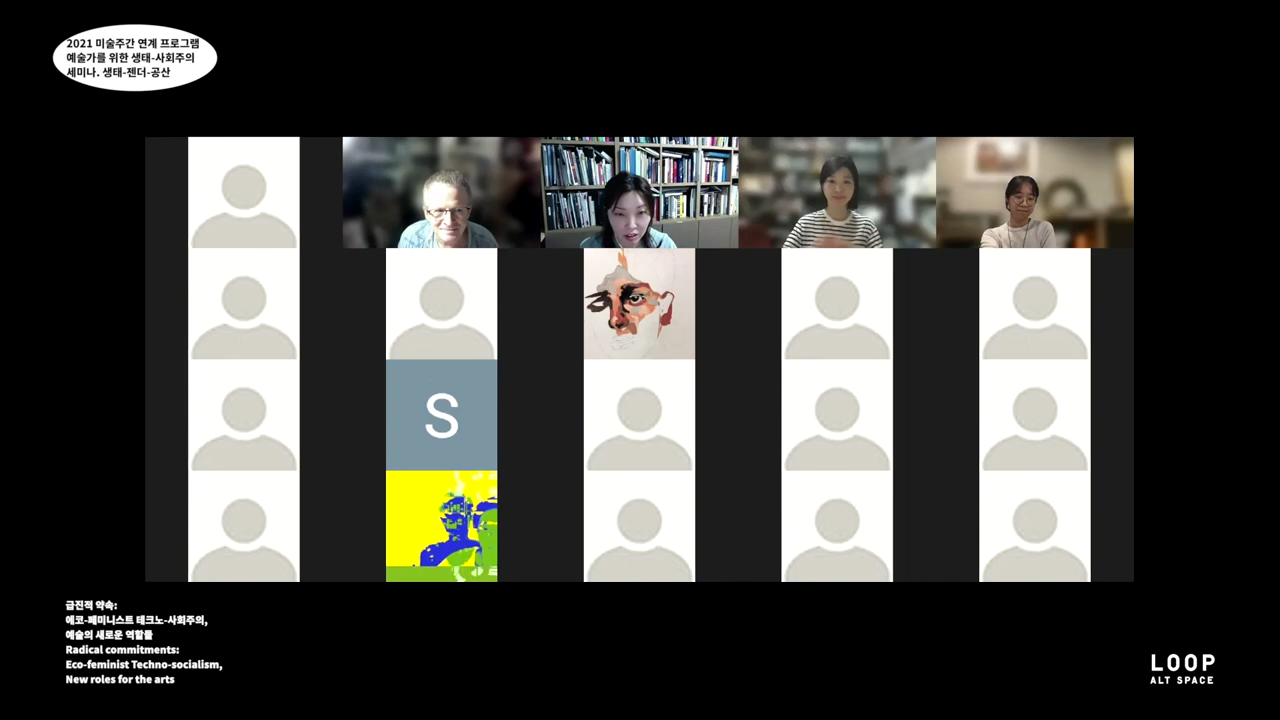 2021 미술주간 연계 프로그램
예술가를 위한 생태-사회주의
세미나. 생태-젠더-공산
S
급진적 약속:
에코-페미니스트 테크노-사회주의,
예술의 새로운 역할들
Radical commitments:
Eco-feminist Techno-socialism,
New roles for the arts
LOOP
ALT SPACE